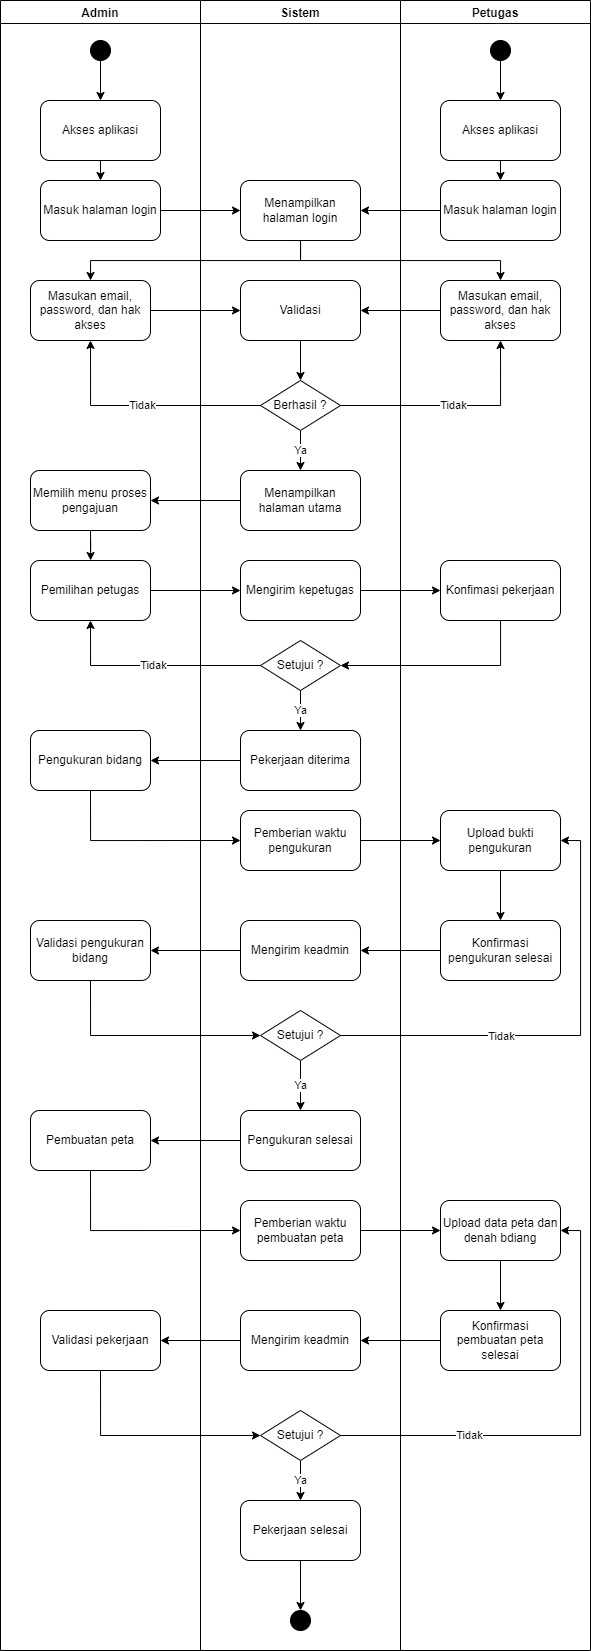 Admin
Sistem
Petugas
Akses aplikasi
Akses aplikasi
Masuk halaman login
Menampilkan
halaman login
Masuk halaman login
Masukan email,
password, dan hak
akses
Validasi
Masukan email,
password, dan hak
akses
Tidak
Berhasil ?
Tidak
Ya
Memilih menu proses
pengajuan
Menampilkan
halaman utama
Pemilihan petugas
Mengirim kepetugas
Konfimasi pekerjaan
Tidak
Setujui ?
Ya
Pengukuran bidang
Pekerjaan diterima
Pemberian waktu
pengukuran
Upload bukti
pengukuran
Validasi pengukuran
bidang
Mengirim keadmin
Konfirmasi
pengukuran selesai
Setujui ?
Tidak
Ya
Pembuatan peta
Pengukuran selesai
Pemberian waktu
pembuatan peta
Upload data peta dan
denah bdiang
Validasi pekerjaan
Mengirim keadmin
Konfirmasi
pembuatan peta
selesai
Setujui ?
Tidak
Ya
Pekerjaan selesai